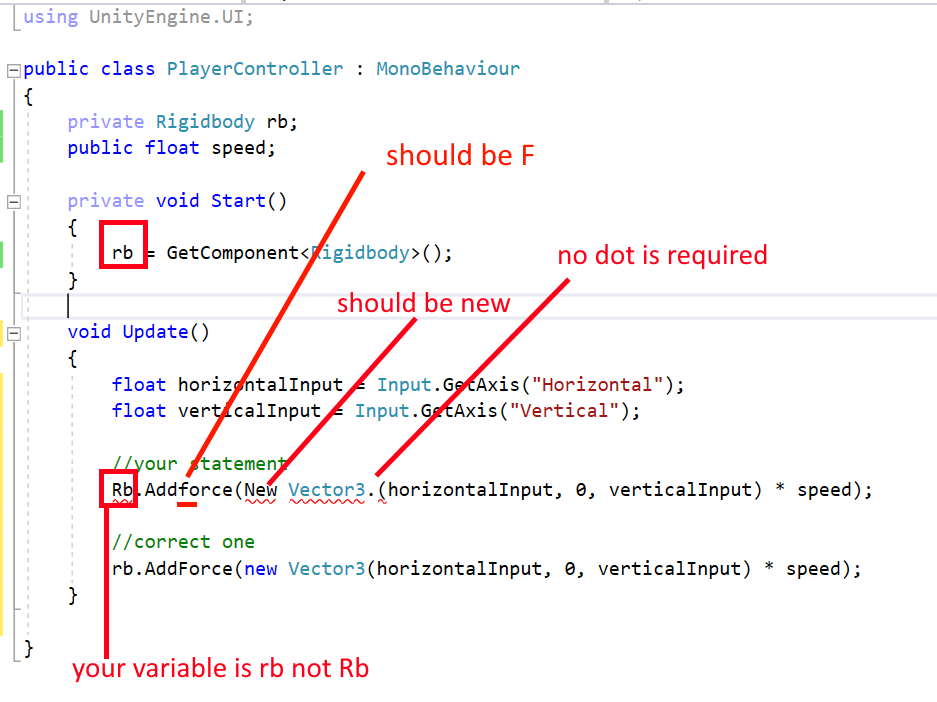 using UnityEngine.UI;
public class PlayerController : MonoBehaviour
{
private Rigidbody rb;
public float speed;
should be F
private void Start()
{
rb = GetComponent<Rigidbody>();
no dot is required
}
should be new
void Update()
{
float horizontalInput = Input.GetAxis("Horizontal");
float verticalInput = Input.GetAxis("Vertical");
//your statement
Rb.Addforce(New Vector3.(horizontalInput, 0, verticalInput) * speed);
//correct one
rb.AddForce(new Vector3(horizontalInput, 0, verticalInput) * speed);
}
}
your variable is rb not Rb